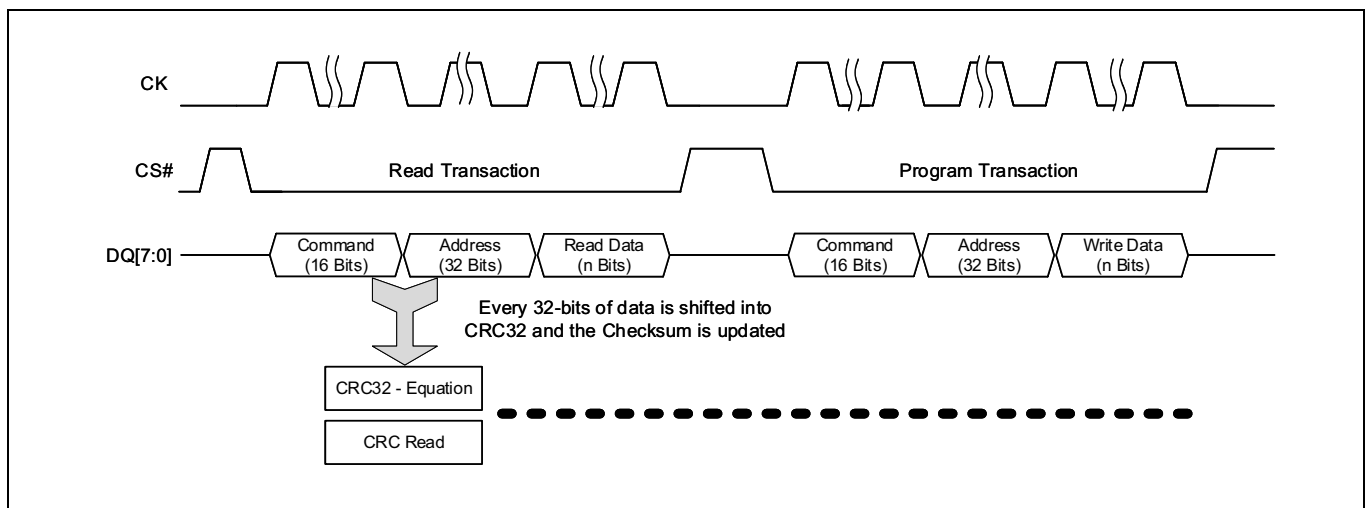 CK
CS#
Read Transaction
Program Transaction
DQ[7:0]
Command
(16 Bits)
Address
(32 Bits)
Read Data
(n Bits)
Command
(16 Bits)
Address
(32 Bits)
Write Data
(n Bits)
Every 32-bits of data is shifted into
CRC32 and the Checksum is updated
CRC32 - Equation
CRC Read